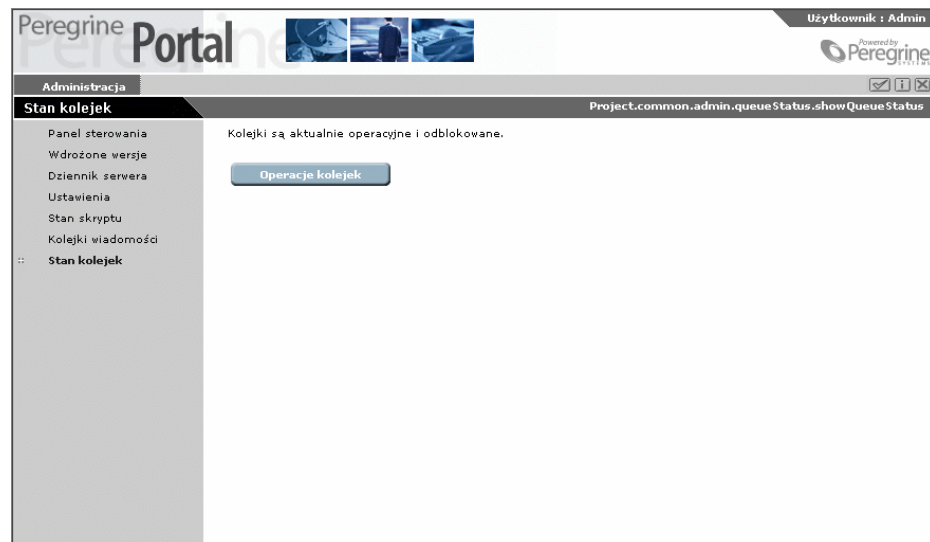 Peregrine Portal
Użytkownik : Admin
Powered by
Peregrine
SYSTEMS
Administracja
Stan kolejek
Project.common.admin.queueStatus.showQueueStatus
Panel sterowania
Wdrożone wersje
Dziennik serwera
Ustawienia
Stan skryptu
Kolejki wiadomości
Stan kolejek
Kolejki są aktualnie operacyjne i odblokowane.
Operacje kolejek